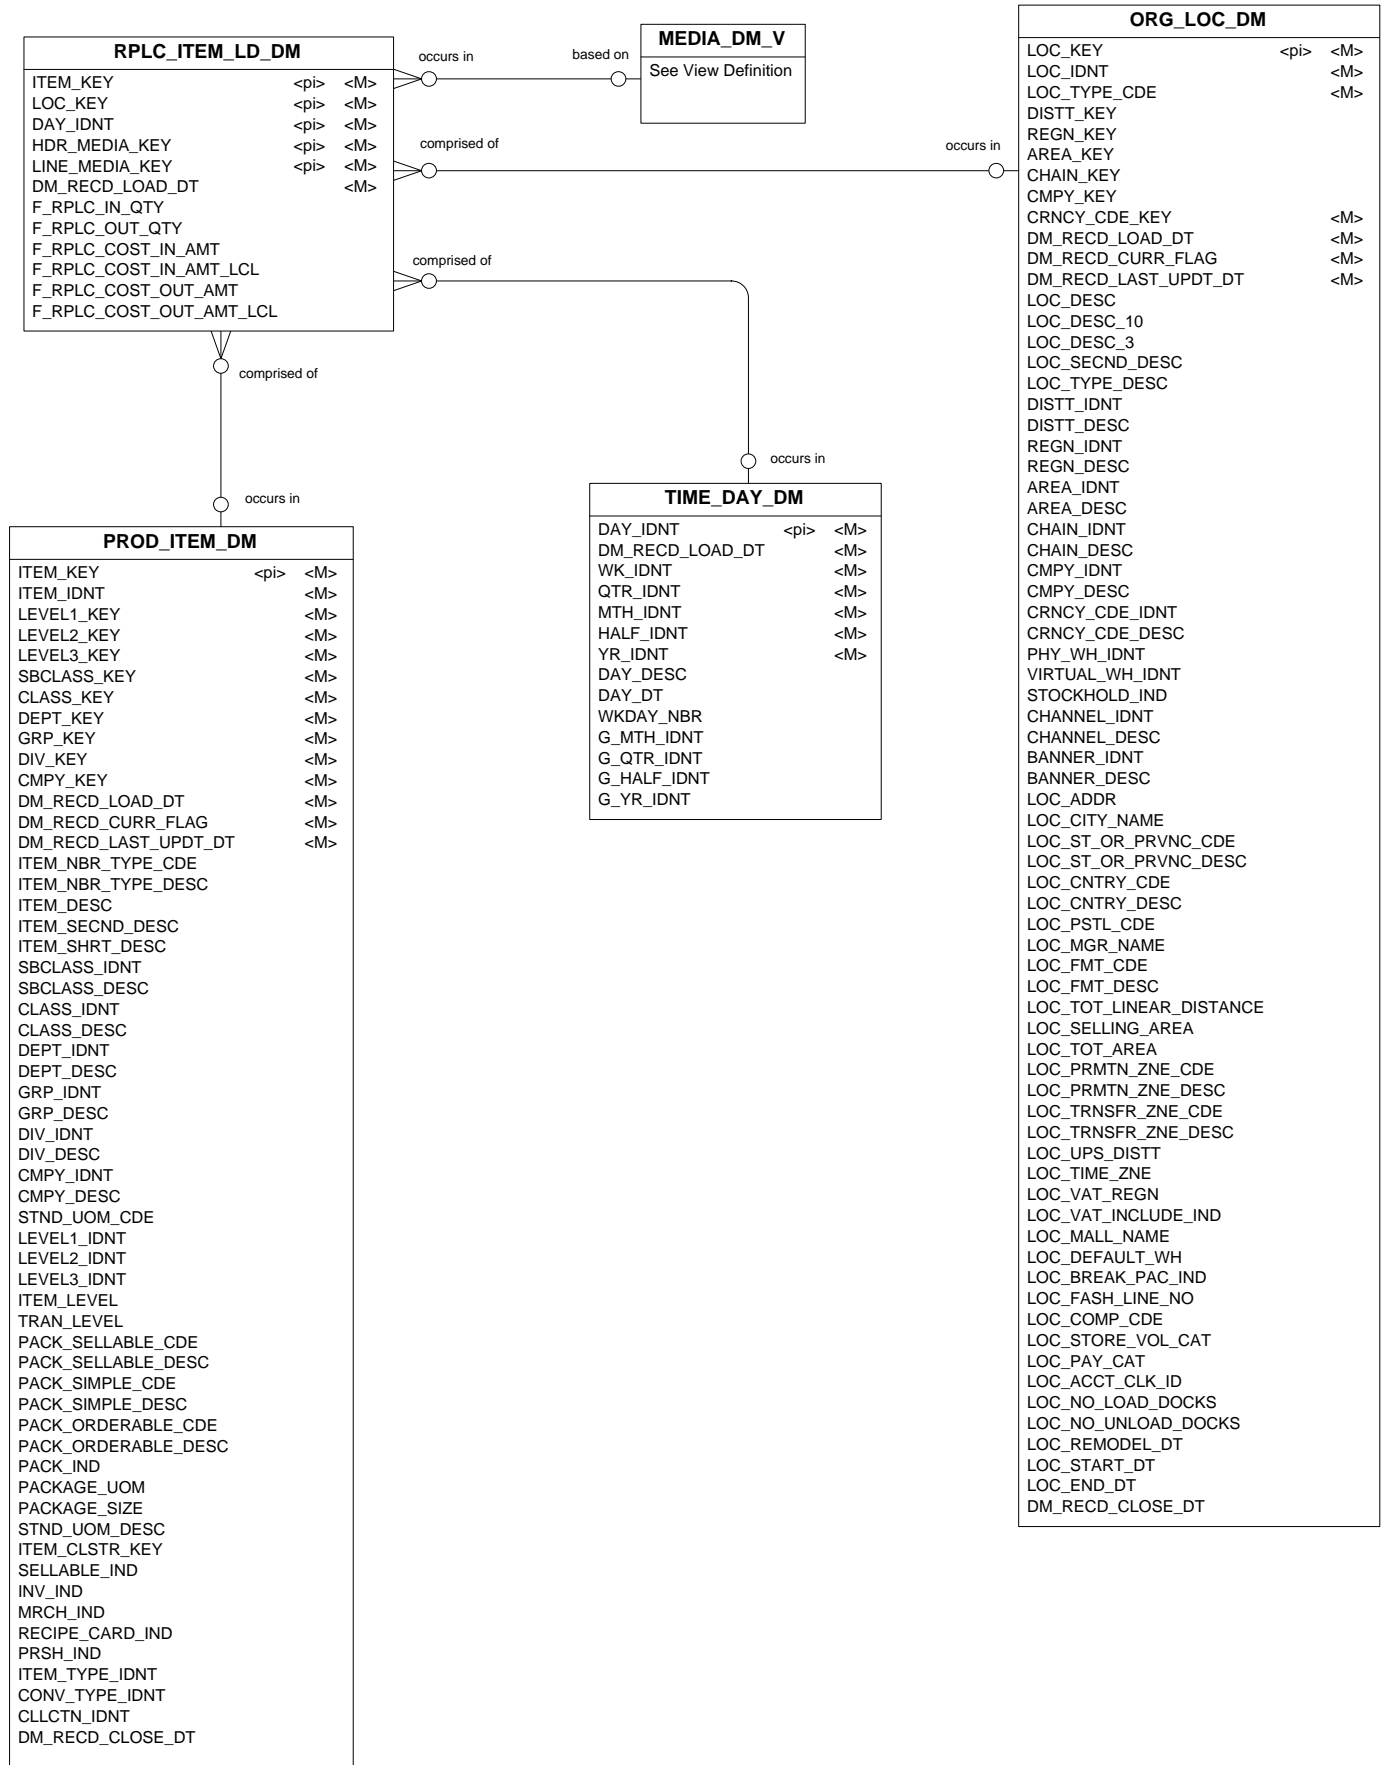 RPLC_ITEM_LD_DM
ITEM_KEY <pi> <M>
LOC_KEY <pi> <M>
DAY_IDNT <pi> <M>
HDR_MEDIA_KEY <pi> <M>
LINE_MEDIA_KEY <pi> <M>
DM_RECD_LOAD_DT <M>
F_RPLC_IN_QTY
F_RPLC_OUT_QTY
F_RPLC_COST_IN_AMT
F_RPLC_COST_IN_AMT_LCL
F_RPLC_COST_OUT_AMT
F_RPLC_COST_OUT_AMT_LCL
occurs in
based on
MEDIA_DM_V
See View Definition
comprised of
occurs in
comprised of
occurs in
comprised of
occurs in
PROD_ITEM_DM
ITEM_KEY <pi> <M>
ITEM_IDNT <M>
LEVEL1_KEY <M>
LEVEL2_KEY <M>
LEVEL3_KEY <M>
SBCLASS_KEY <M>
CLASS_KEY <M>
DEPT_KEY <M>
GRP_KEY <M>
DIV_KEY <M>
CMPY_KEY <M>
DM_RECD_LOAD_DT <M>
DM_RECD_CURR_FLAG <M>
DM_RECD_LAST_UPDT_DT <M>
ITEM_NBR_TYPE_CDE
ITEM_NBR_TYPE_DESC
ITEM_DESC
ITEM_SECND_DESC
ITEM_SHRT_DESC
SBCLASS_IDNT
SBCLASS_DESC
CLASS_IDNT
CLASS_DESC
DEPT_IDNT
DEPT_DESC
GRP_IDNT
GRP_DESC
DIV_IDNT
DIV_DESC
CMPY_IDNT
CMPY_DESC
STND_UOM_CDE
LEVEL1_IDNT
LEVEL2_IDNT
LEVEL3_IDNT
ITEM_LEVEL
TRAN_LEVEL
PACK_SELLABLE_CDE
PACK_SELLABLE_DESC
PACK_SIMPLE_CDE
PACK_SIMPLE_DESC
PACK_ORDERABLE_CDE
PACK_ORDERABLE_DESC
PACK_IND
PACKAGE_UOM
PACKAGE_SIZE
STND_UOM_DESC
ITEM_CLSTR_KEY
SELLABLE_IND
INV_IND
MRCH_IND
RECIPE_CARD_IND
PRSH_IND
ITEM_TYPE_IDNT
CONV_TYPE_IDNT
CLLCTN_IDNT
DM_RECD_CLOSE_DT
TIME_DAY_DM
DAY_IDNT <pi> <M>
DM_RECD_LOAD_DT <M>
WK_IDNT <M>
QTR_IDNT <M>
MTH_IDNT <M>
HALF_IDNT <M>
YR_IDNT <M>
DAY_DESC
DAY_DT
WKDAY_NBR
G_MTH_IDNT
G_QTR_IDNT
G_HALF_IDNT
G_YR_IDNT
ORG_LOC_DM
LOC_KEY <pi> <M>
LOC_IDNT <M>
LOC_TYPE_CDE <M>
DISTT_KEY
REGN_KEY
AREA_KEY
CHAIN_KEY
CMPY_KEY
CRNCY_CDE_KEY <M>
DM_RECD_LOAD_DT <M>
DM_RECD_CURR_FLAG <M>
DM_RECD_LAST_UPDT_DT <M>
LOC_DESC
LOC_DESC_10
LOC_DESC_3
LOC_SECND_DESC
LOC_TYPE_DESC
DISTT_IDNT
DISTT_DESC
REGN_IDNT
REGN_DESC
AREA_IDNT
AREA_DESC
CHAIN_IDNT
CHAIN_DESC
CMPY_IDNT
CMPY_DESC
CRNCY_CDE_IDNT
CRNCY_CDE_DESC
PHY_WH_IDNT
VIRTUAL_WH_IDNT
STOCKHOLD_IND
CHANNEL_IDNT
CHANNEL_DESC
BANNER_IDNT
BANNER_DESC
LOC_ADDR
LOC_CITY_NAME
LOC_ST_OR_PRVNC_CDE
LOC_ST_OR_PRVNC_DESC
LOC_CNTRY_CDE
LOC_CNTRY_DESC
LOC_PSTL_CDE
LOC_MGR_NAME
LOC_FMT_CDE
LOC_FMT_DESC
LOC_TOT_LINEAR_DISTANCE
LOC_SELLING_AREA
LOC_TOT_AREA
LOC_PRMTN_ZNE_CDE
LOC_PRMTN_ZNE_DESC
LOC_TRNSFR_ZNE_CDE
LOC_TRNSFR_ZNE_DESC
LOC_UPS_DISTT
LOC_TIME_ZNE
LOC_VAT_REGN
LOC_VAT_INCLUDE_IND
LOC_MALL_NAME
LOC_DEFAULT_WH
LOC_BREAK_PAC_IND
LOC_FASH_LINE_NO
LOC_COMP_CDE
LOC_STORE_VOL_CAT
LOC_PAY_CAT
LOC_ACCT_CLK_ID
LOC_NO_LOAD_DOCKS
LOC_NO_UNLOAD_DOCKS
LOC_REMODEL_DT
LOC_START_DT
LOC_END_DT
DM_RECD_CLOSE_DT